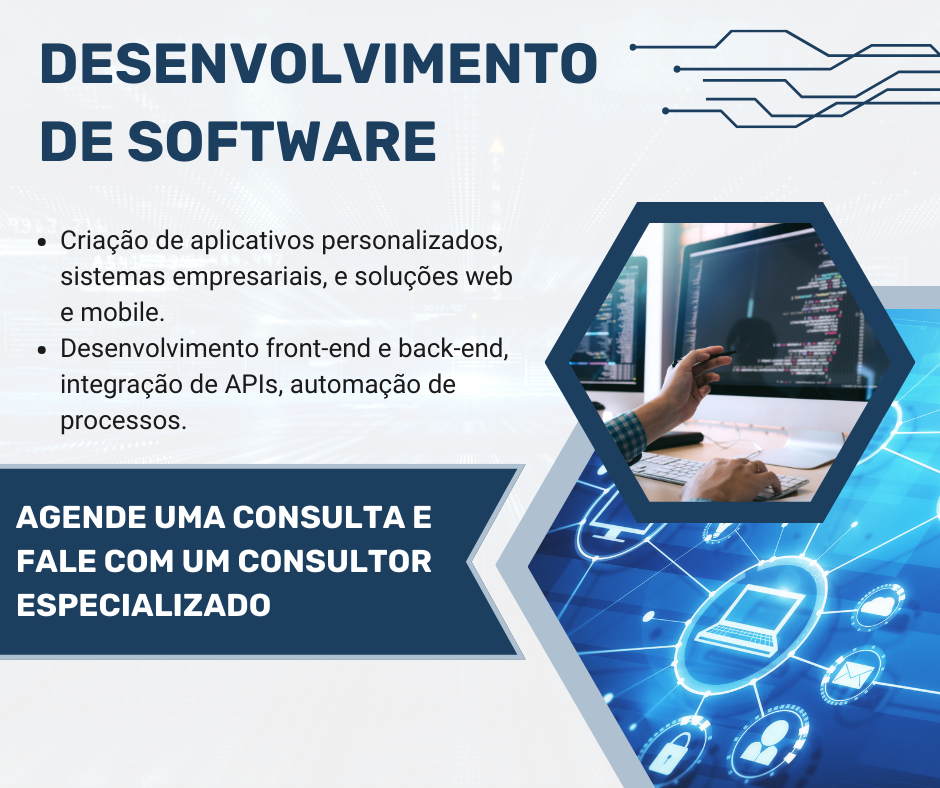 DESENVOLVIMENTO
DE SOFTWARE
• Criação de aplicativos personalizados,
sistemas empresariais, e soluções web
e mobile.
• Desenvolvimento front-end e back-end,
integração de APIs, automação de
processos.
AGENDE UMA CONSULTA E
FALE COM UM CONSULTOR
ESPECIALIZADO